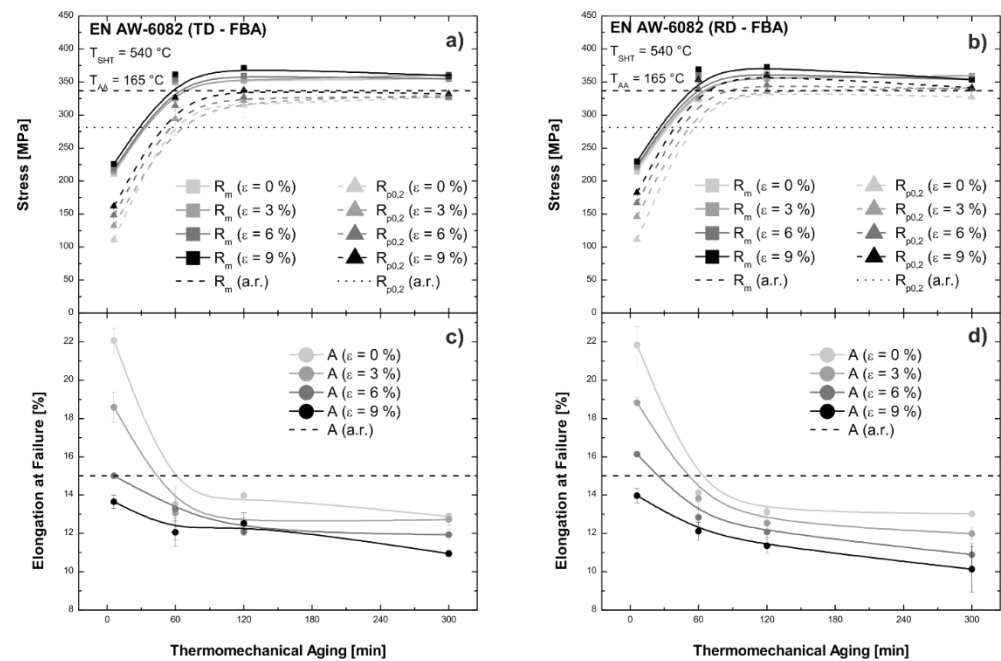 EN AW-6082 (TD - FBA)
a)
T_SHT = 540 °C
T_AA = 165 °C
Stress [MPa]
450
400
350
300
250
200
150
100
50
0
R_m (ε = 0 %)
R_p0,2 (ε = 0 %)
R_m (ε = 3 %)
R_p0,2 (ε = 3 %)
R_m (ε = 6 %)
R_p0,2 (ε = 6 %)
R_m (ε = 9 %)
R_p0,2 (ε = 9 %)
R_m (a.r.)
R_p0,2 (a.r.)
EN AW-6082 (RD - FBA)
b)
T_SHT = 540 °C
T_AA = 165 °C
Stress [MPa]
450
400
350
300
250
200
150
100
50
0
R_m (ε = 0 %)
R_p0,2 (ε = 0 %)
R_m (ε = 3 %)
R_p0,2 (ε = 3 %)
R_m (ε = 6 %)
R_p0,2 (ε = 6 %)
R_m (ε = 9 %)
R_p0,2 (ε = 9 %)
R_m (a.r.)
R_p0,2 (a.r.)
c)
Elongation at Failure [%]
22
20
18
16
14
12
10
8
A (ε = 0 %)
A (ε = 3 %)
A (ε = 6 %)
A (ε = 9 %)
A (a.r.)
0 60 120 180 240 300
Thermomechanical Aging [min]
d)
Elongation at Failure [%]
22
20
18
16
14
12
10
8
A (ε = 0 %)
A (ε = 3 %)
A (ε = 6 %)
A (ε = 9 %)
A (a.r.)
0 60 120 180 240 300
Thermomechanical Aging [min]